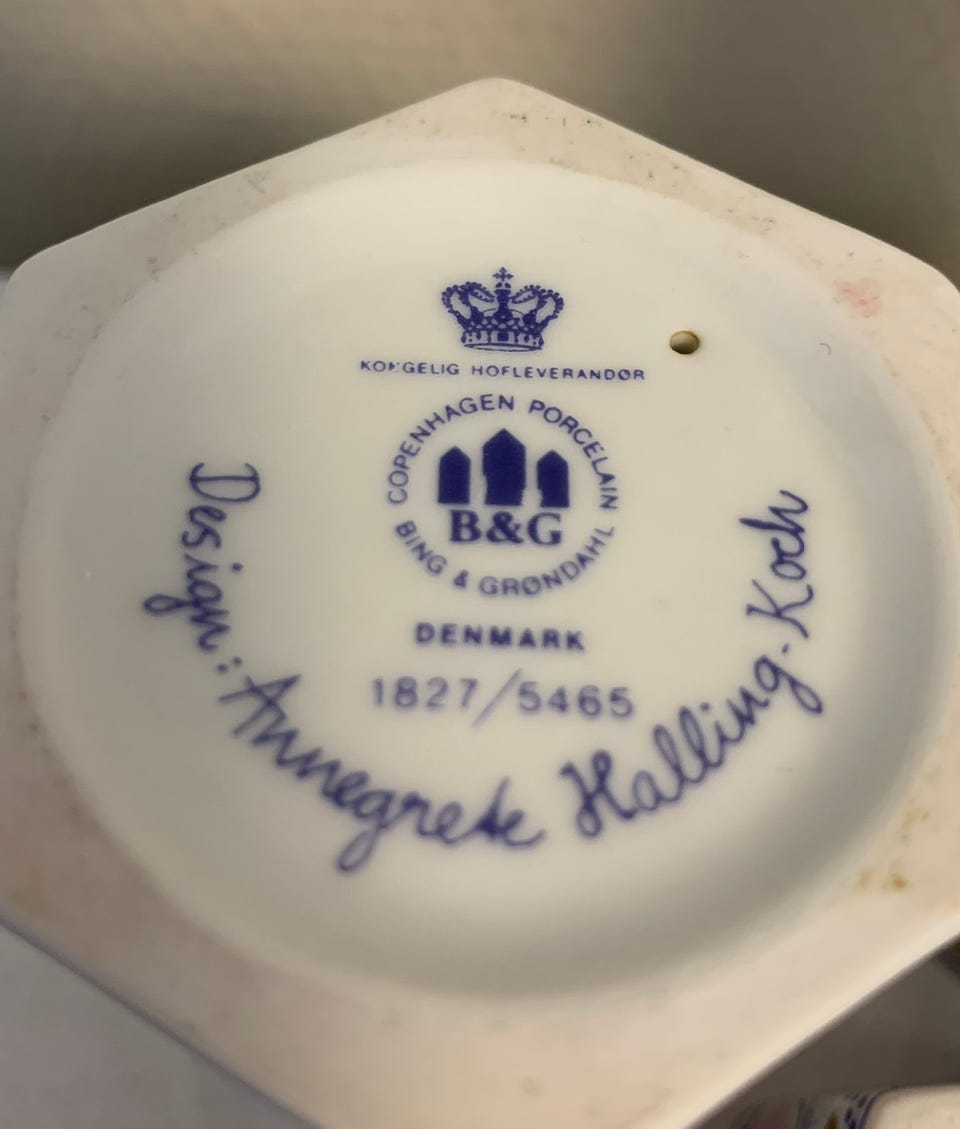 KONGELIG HOFLEVERANDØR
COPENHAGEN PORCELAIN
B&G
BING & GRØNDAHL
DENMARK
1827/5465
Design: Annegrete Halling-Koch